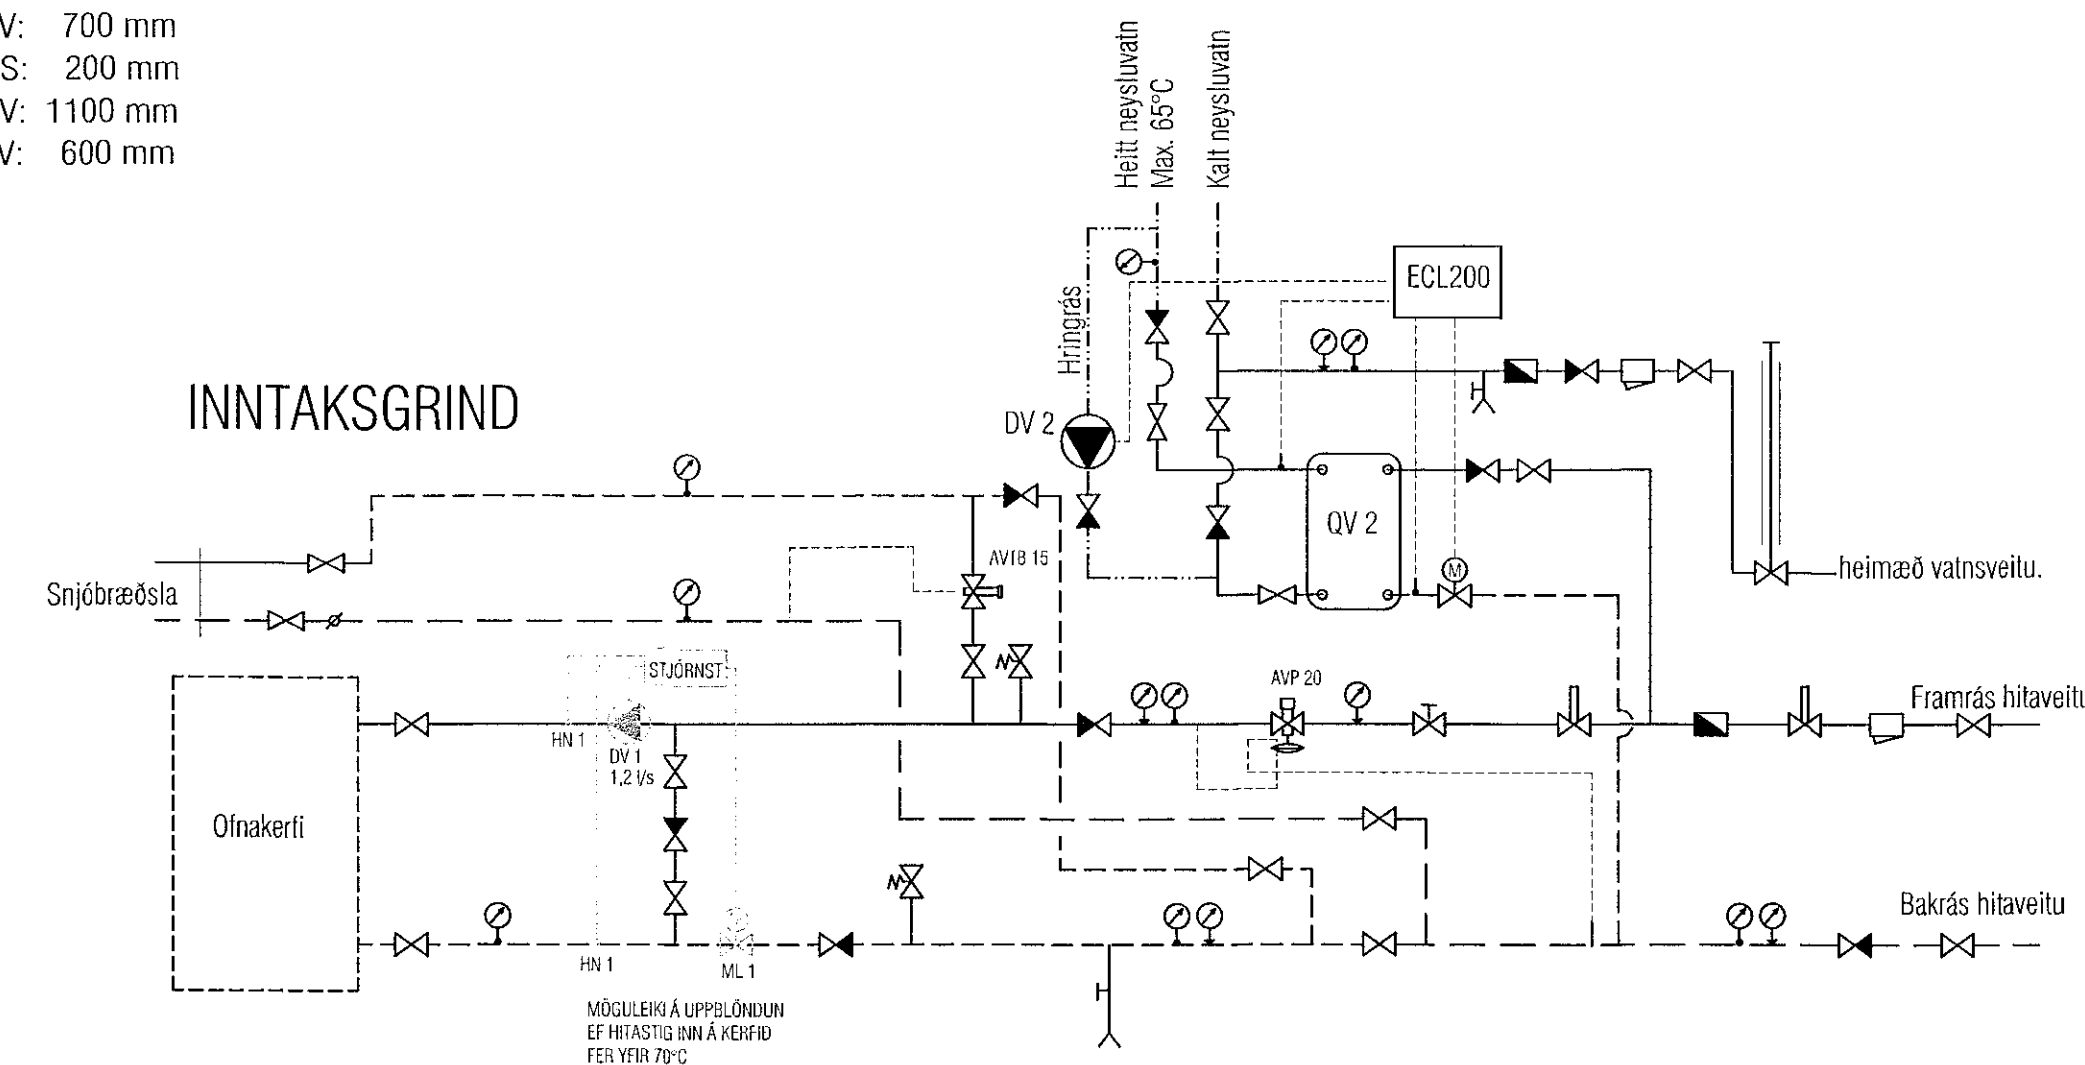 V: 700 mm
S: 200 mm
V: 1100 mm
V: 600 mm
Heitt neysluvatn
Max. 65°C
Kalt neysluvatn
ECL200
Hringrás
INNTAKSGRIND
DV 2
QV 2
M
AVTB 15
heimæð vatnsveitu.
Snjóbræðsla
STJÓRNST
AVP 20
Framrás hitaveitu
HN 1
DV 1
1,2 l/s
Ofnakerfi
Bakrás hitaveitu
HN 1
ML 1
MÖGULEIKI Á UPPBLÖNDUN
EF HITASTIG INN Á KERFIÐ
FER YFIR 70°C